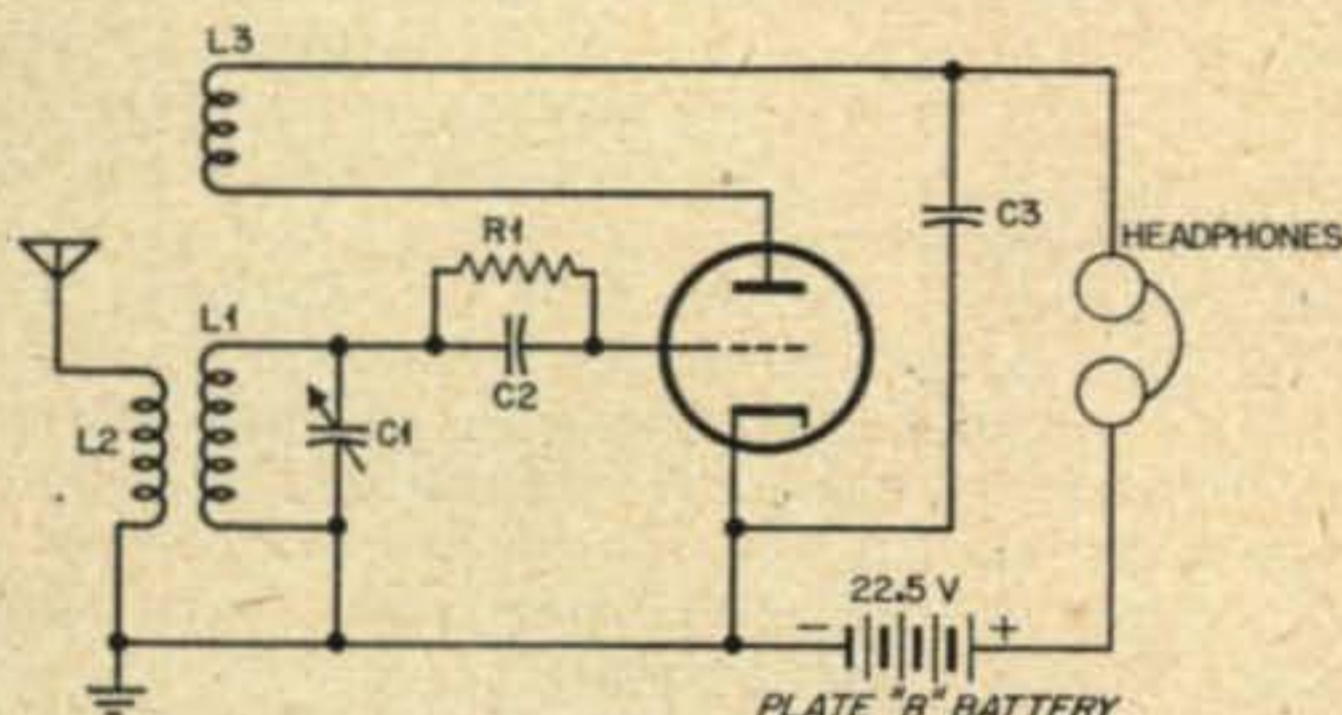 L3
R1
C3
HEADPHONES
L1
C2
L2
C1
22.5 V
- +
PLATE "B" BATTERY